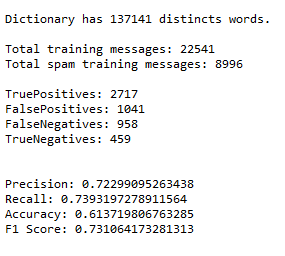 Dictionary has 137141 distincts words.
Total training messages: 22541
Total spam training messages: 8996
TruePositives: 2717
FalsePositives: 1041
FalseNegatives: 958
TrueNegatives: 459
Precision: 0.72299095263438
Recall: 0.7393197278911564
Accuracy: 0.613719806763285
F1 Score: 0.731064173281313